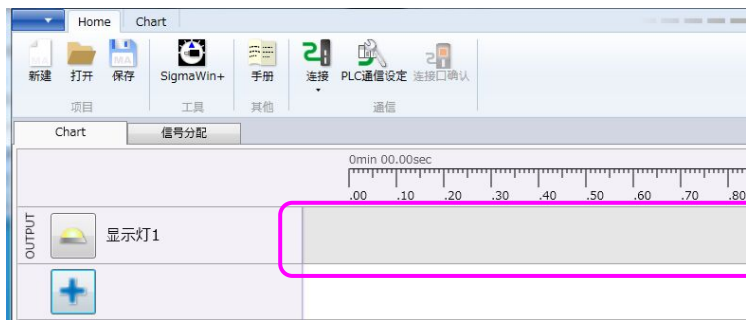 Home Chart
MA MA
新建 打开 保存 SigmaWin+ 手册 连接 PLC通信设定 连接口确认
项目 工具 其他 通信
Chart 信号分配
0min 00.00sec
.00 .10 .20 .30 .40 .50 .60 .70 .80
OUTPUT
显示灯1